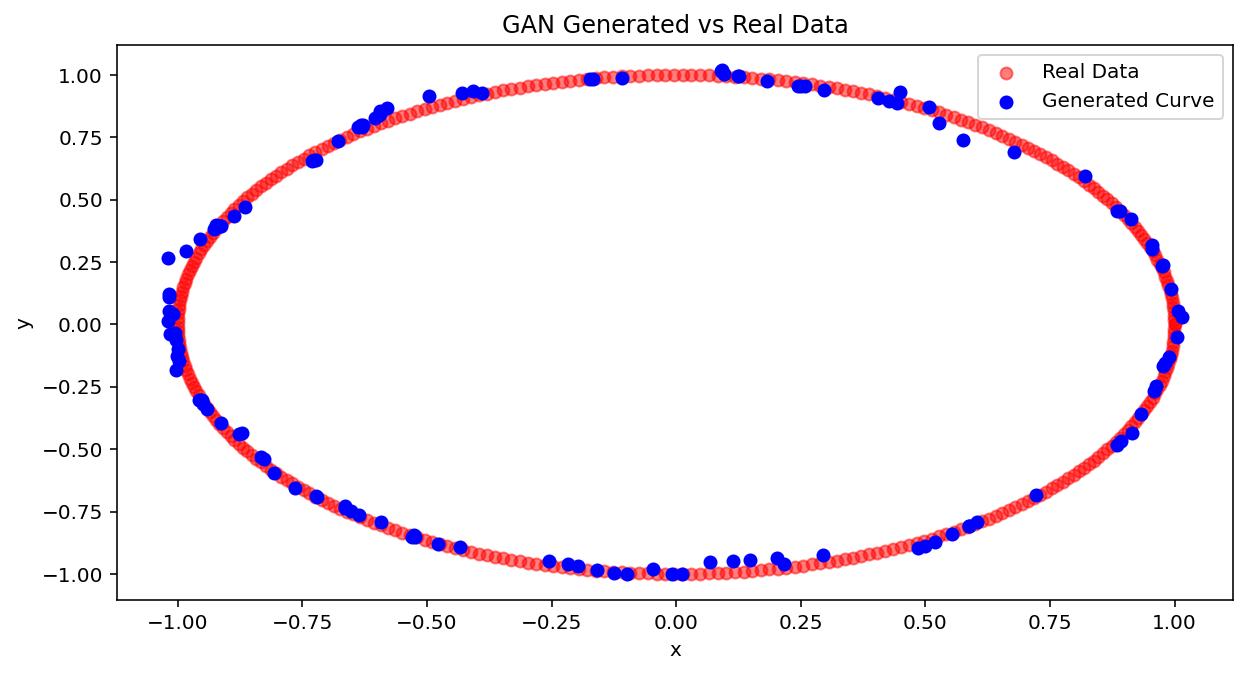 GAN Generated vs Real Data
1.00
0.75
0.50
0.25
0.00
−0.25
−0.50
−0.75
−1.00
y
Real Data
Generated Curve
−1.00 −0.75 −0.50 −0.25 0.00 0.25 0.50 0.75 1.00
x